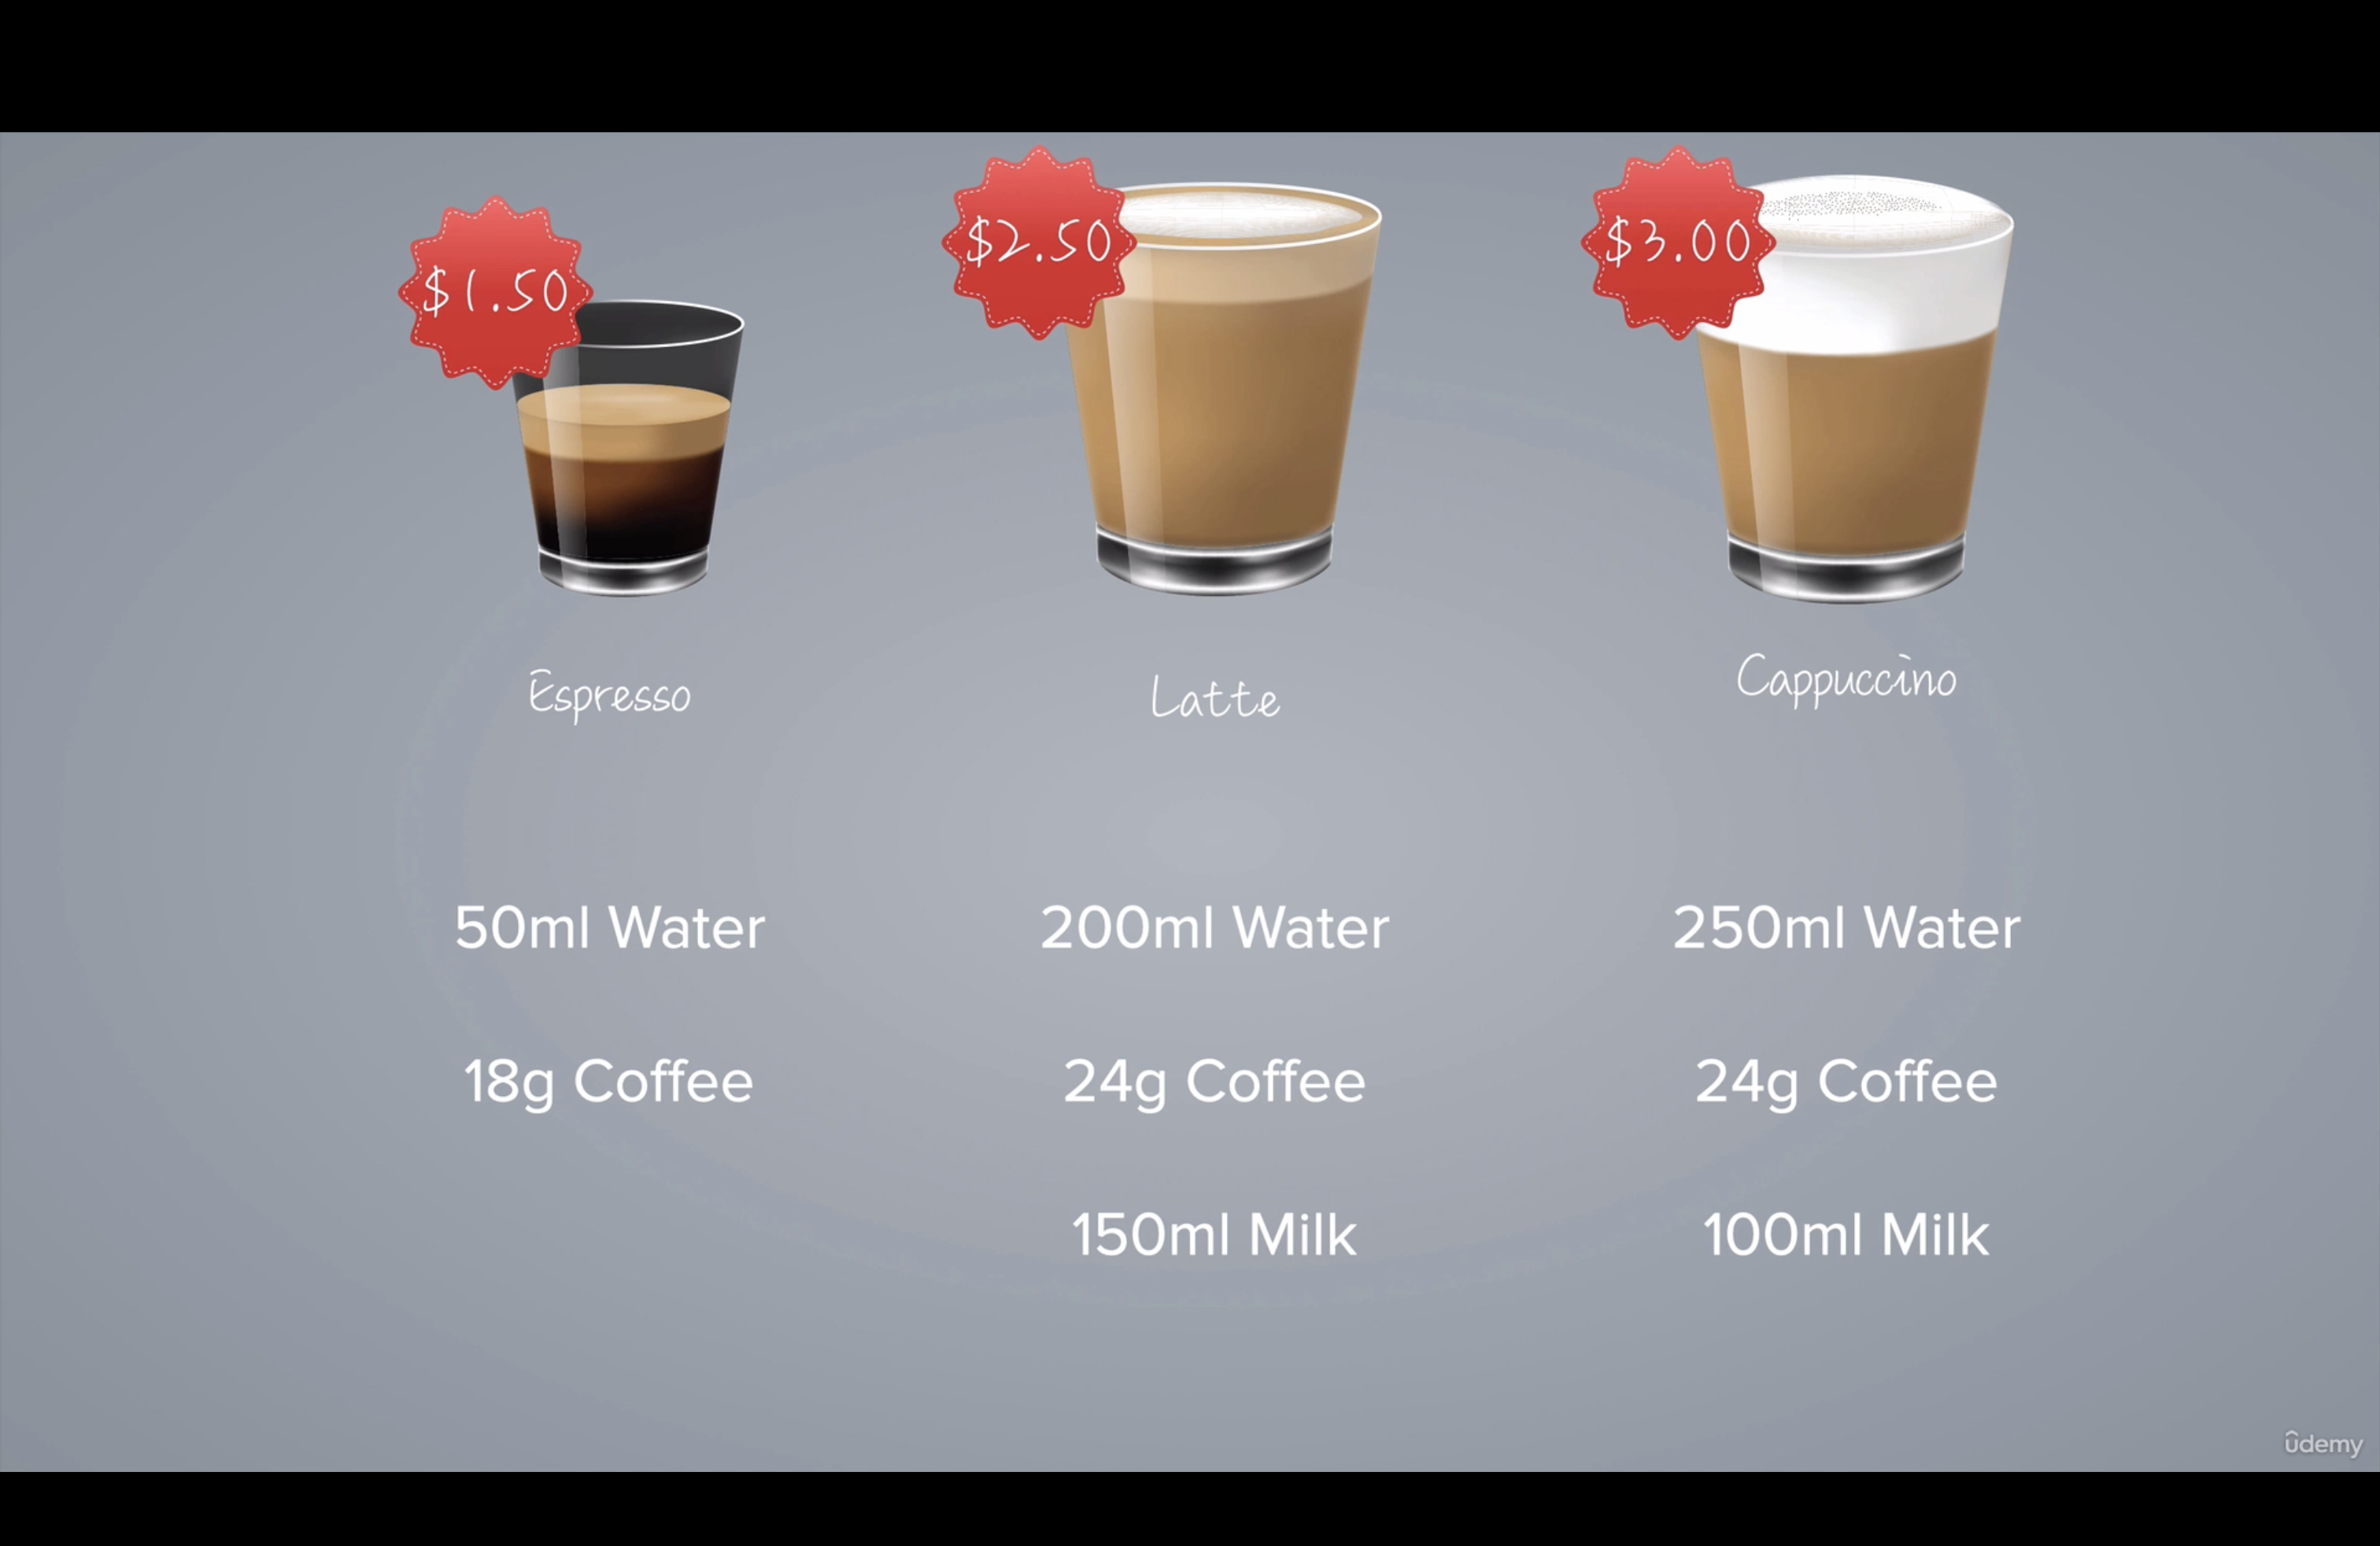 $1.50
$2.50
$3.00
Espresso
Latte
Cappuccino
50ml Water
200ml Water
250ml Water
18g Coffee
24g Coffee
24g Coffee
150ml Milk
100ml Milk
ûdemy